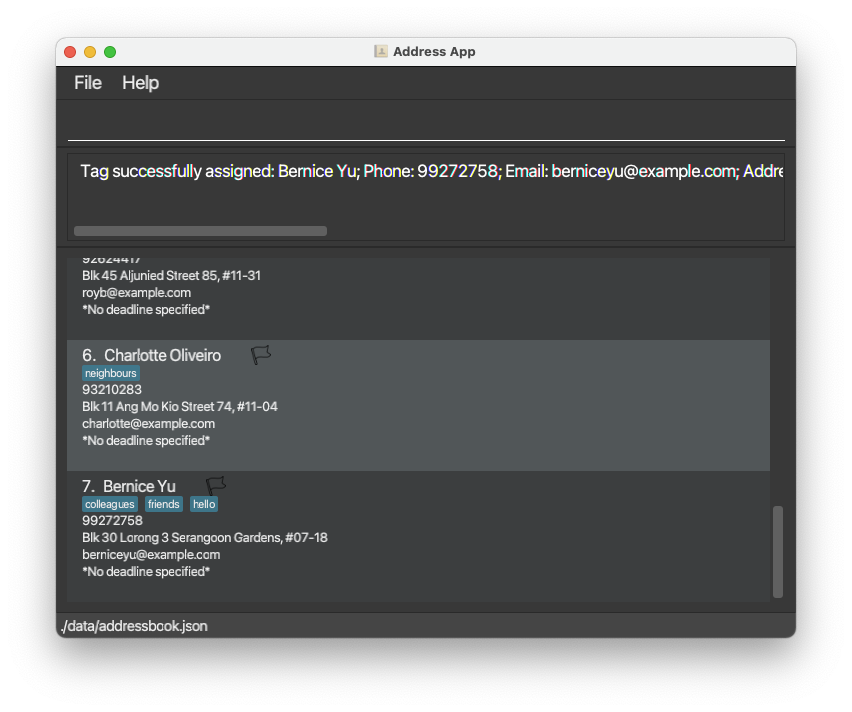 Address App
File Help
Tag successfully assigned: Bernice Yu; Phone: 99272758; Email: berniceyu@example.com; Addre
92624417
Blk 45 Aljunied Street 85, #11-31
royb@example.com
*No deadline specified*
6. Charlotte Oliveiro
neighbours
93210283
Blk 11 Ang Mo Kio Street 74, #11-04
charlotte@example.com
*No deadline specified*
7. Bernice Yu
colleagues friends hello
99272758
Blk 30 Lorong 3 Serangoon Gardens, #07-18
berniceyu@example.com
*No deadline specified*
./data/addressbook.json